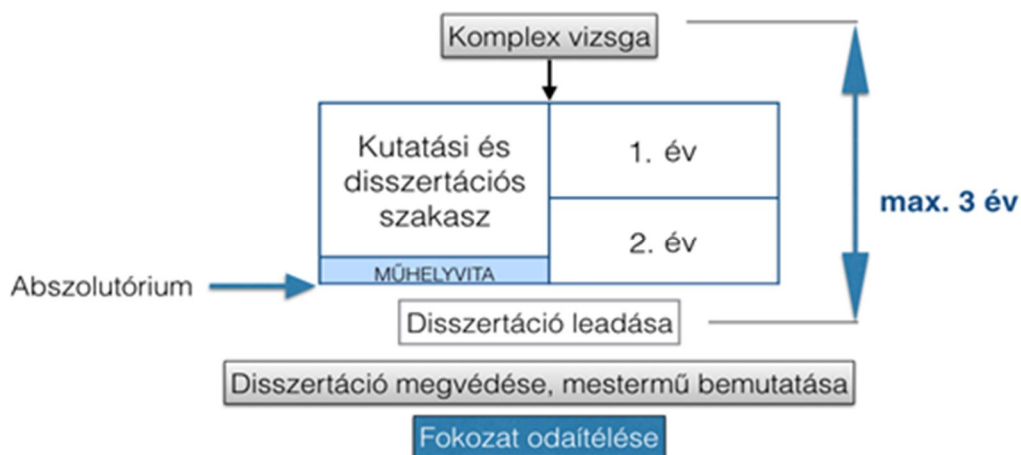 Komplex vizsga
Kutatási és
disszertációs
szakasz
1. év
2. év
max. 3 év
MŰHELYVITA
Abszolutórium
Disszertáció leadása
Disszertáció megvédése, mestermű bemutatása
Fokozat odaítélése